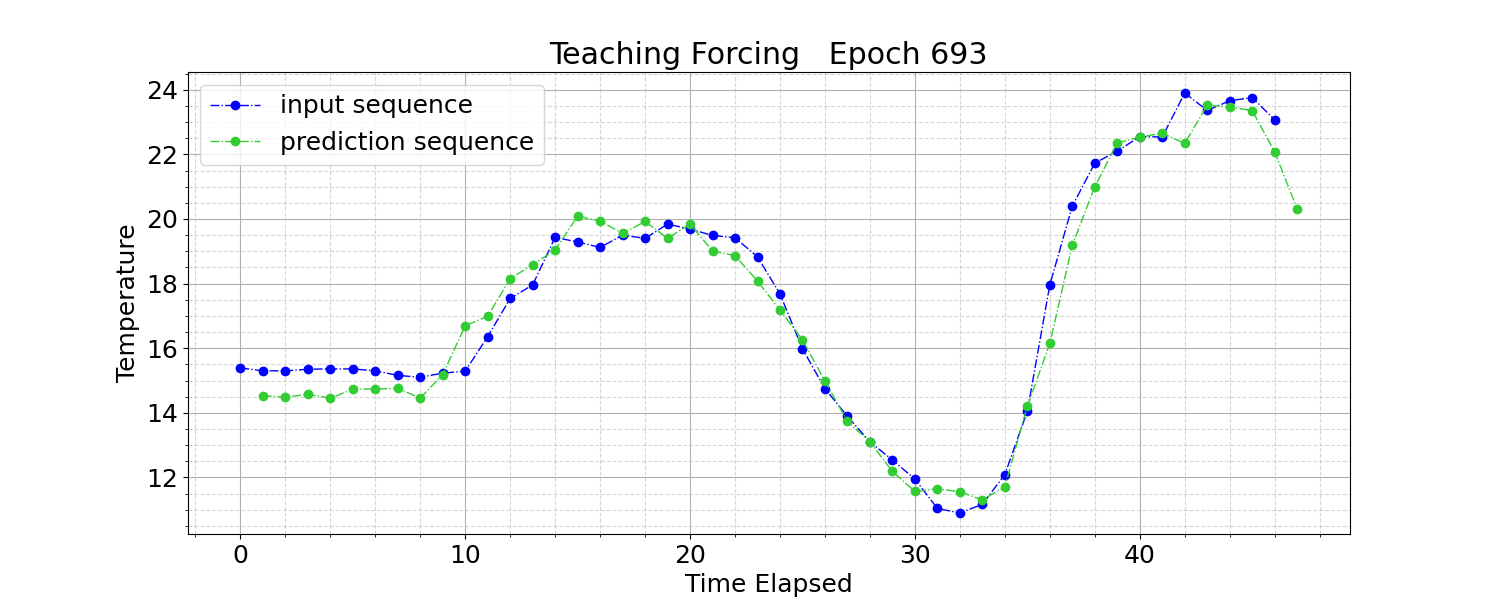 Teaching Forcing   Epoch 693
input sequence
prediction sequence
Temperature
24
22
20
18
16
14
12
0 10 20 30 40
Time Elapsed